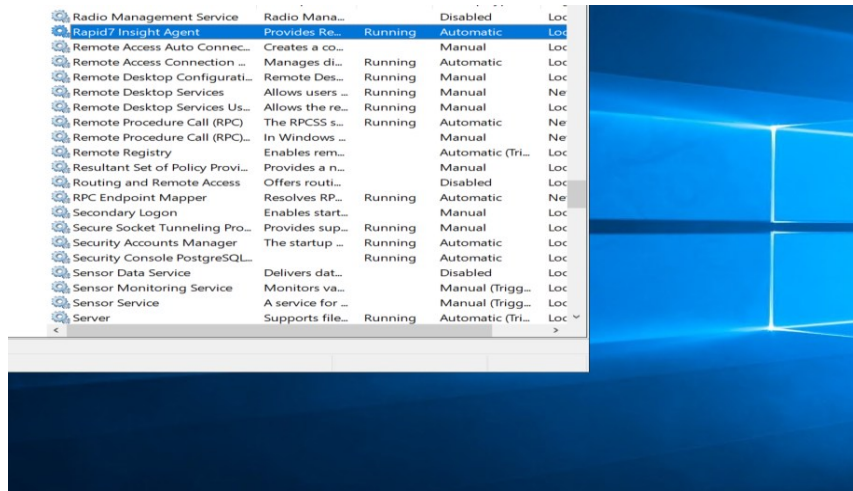 Radio Management Service Radio Mana... Disabled Loc
Rapid7 Insight Agent Provides Re... Running Automatic Loc
Remote Access Auto Connec... Creates a co... Manual Loc
Remote Access Connection ... Manages di... Running Automatic Loc
Remote Desktop Configurati... Remote Des... Running Manual Loc
Remote Desktop Services Allows users ... Running Manual Ne
Remote Desktop Services Us... Allows the re... Running Manual Loc
Remote Procedure Call (RPC) The RPCSS s... Running Automatic Ne
Remote Procedure Call (RPC)... In Windows ... Manual Ne
Remote Registry Enables rem... Automatic (Tri... Loc
Resultant Set of Policy Provi... Provides a n... Manual Loc
Routing and Remote Access Offers routi... Disabled Loc
RPC Endpoint Mapper Resolves RP... Running Automatic Ne
Secondary Logon Enables start... Manual Loc
Secure Socket Tunneling Pro... Provides sup... Running Manual Loc
Security Accounts Manager The startup ... Running Automatic Loc
Security Console PostgreSQL... Running Automatic Loc
Sensor Data Service Delivers dat... Disabled Loc
Sensor Monitoring Service Monitors va... Manual (Trigg... Loc
Sensor Service A service for ... Manual (Trigg... Loc
Server Supports file... Running Automatic (Tri... Loc